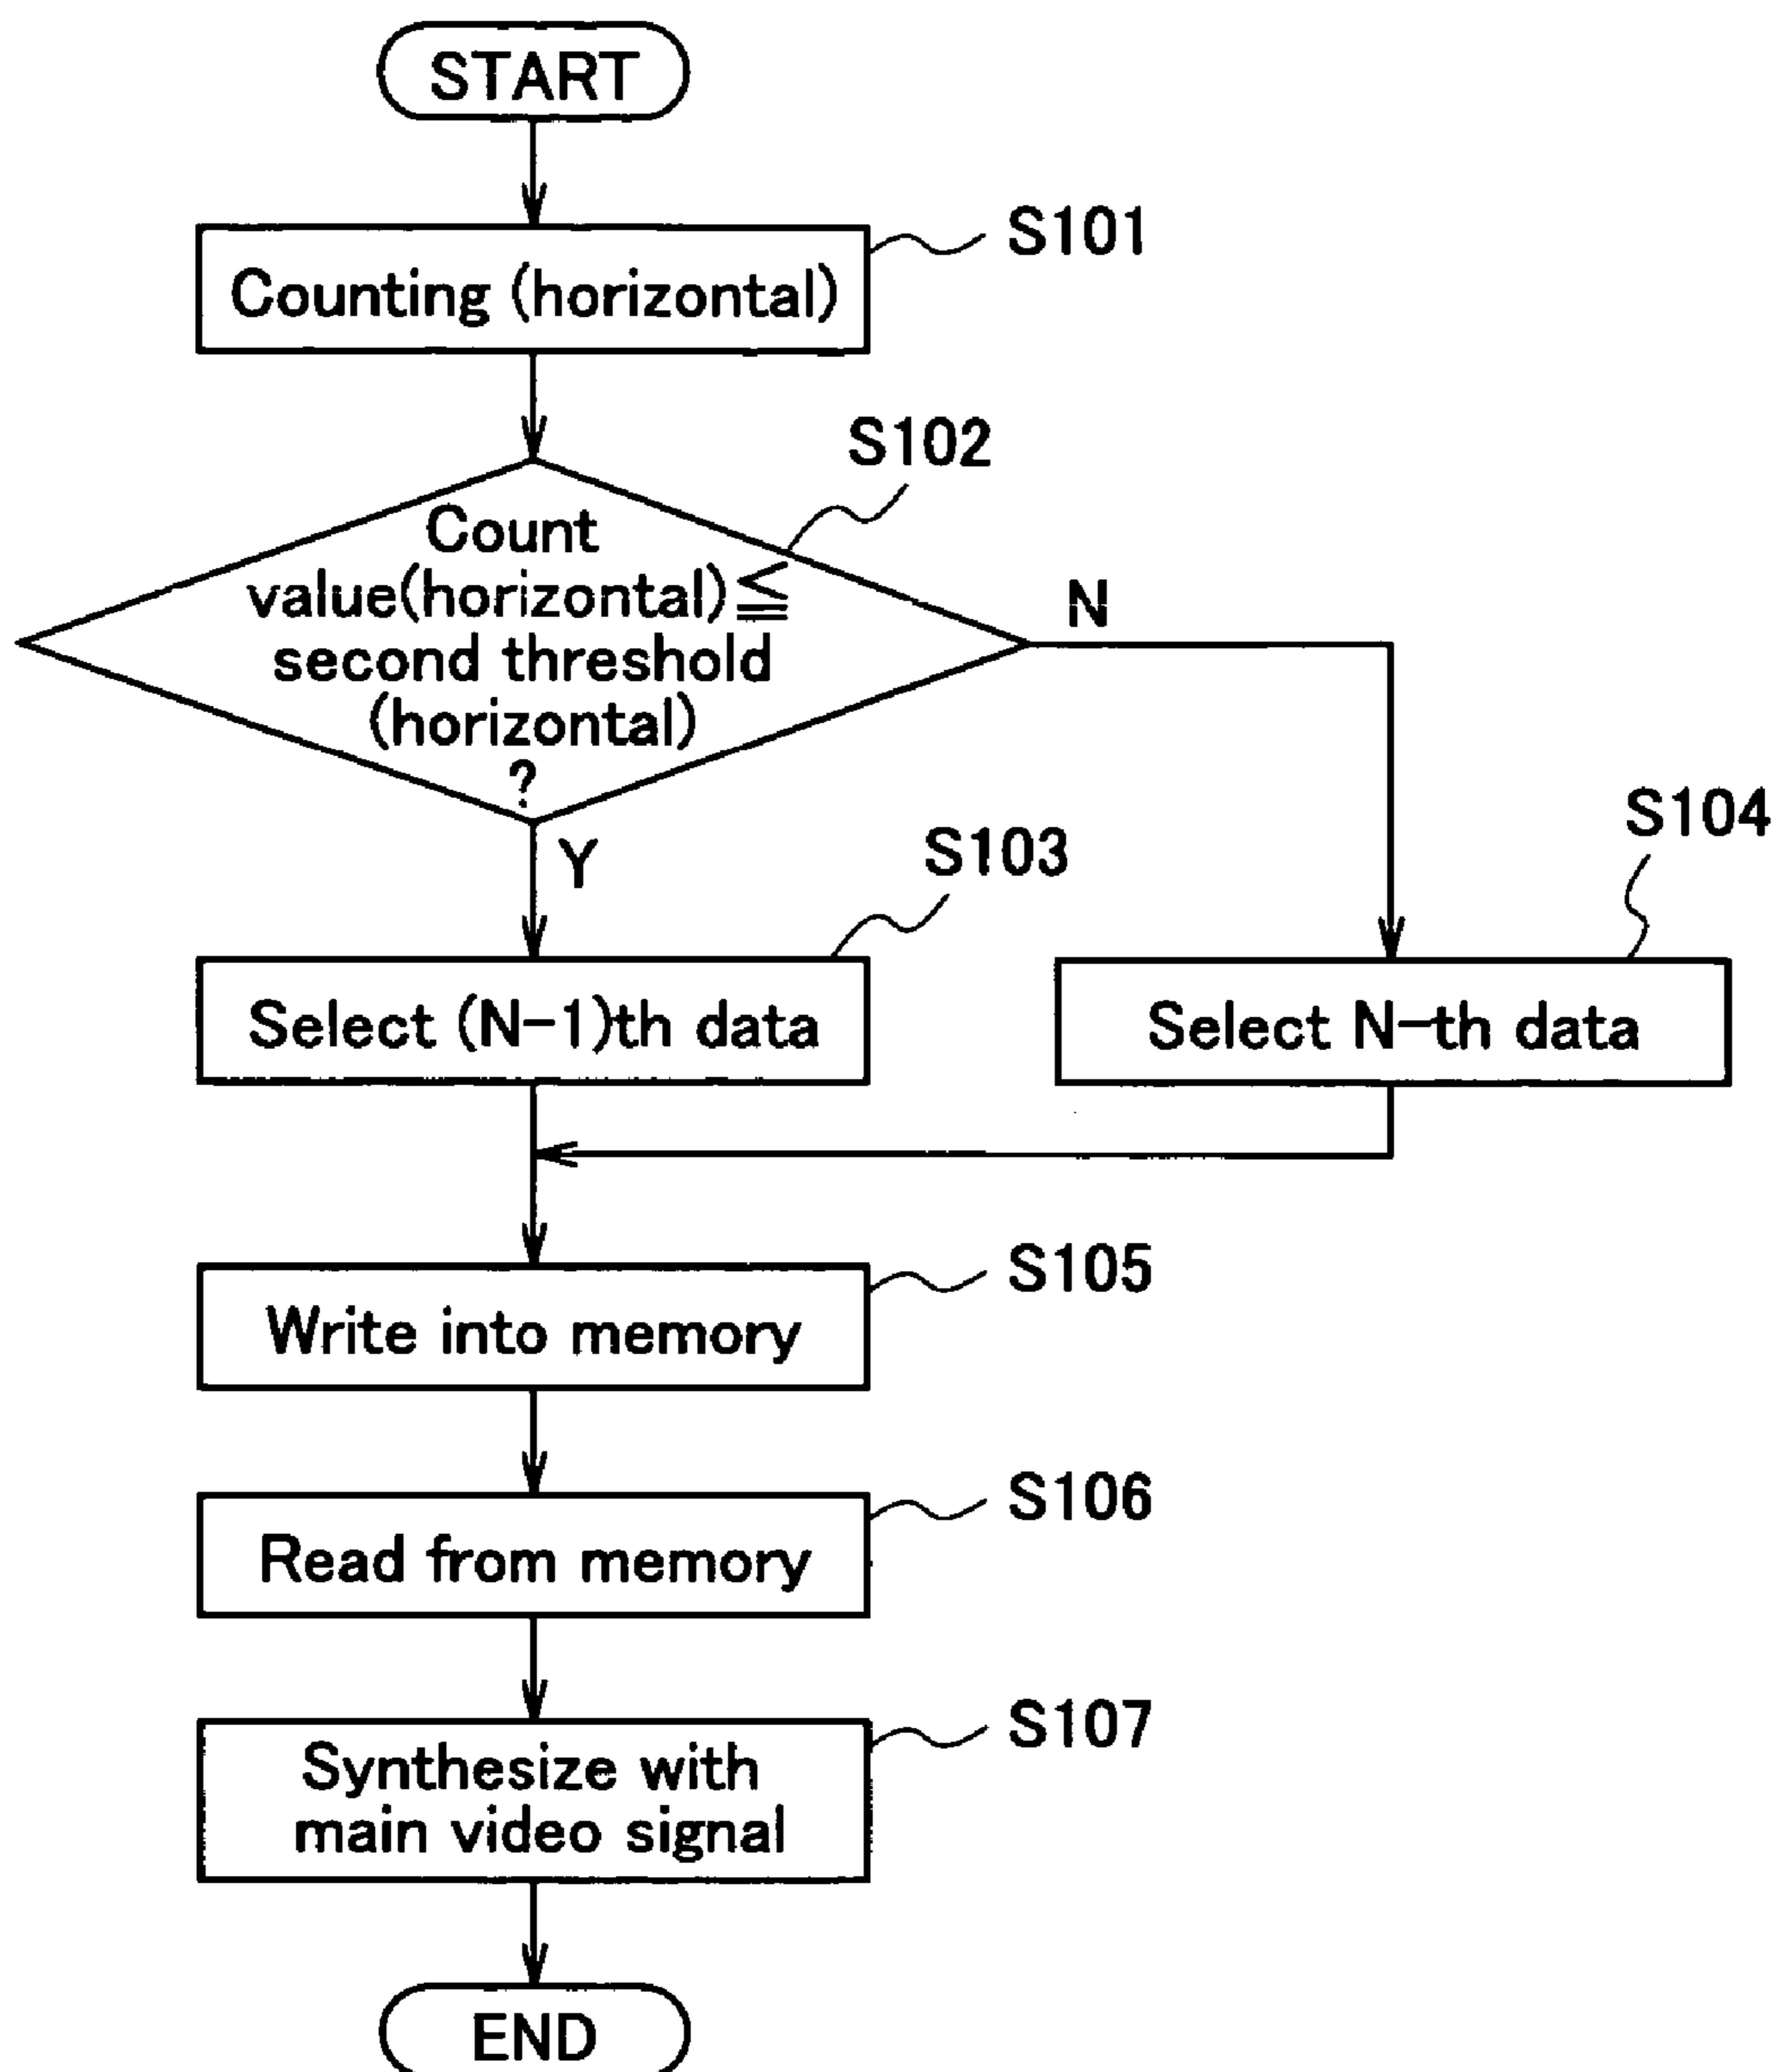 START
S101
Counting (horizontal)
S102
Count
value(horizontal)≦
second threshold
(horizontal)
?
N
Y
S103
S104
Select (N-1)th data
Select N-th data
S105
Write into memory
S106
Read from memory
S107
Synthesize with
main video signal
END